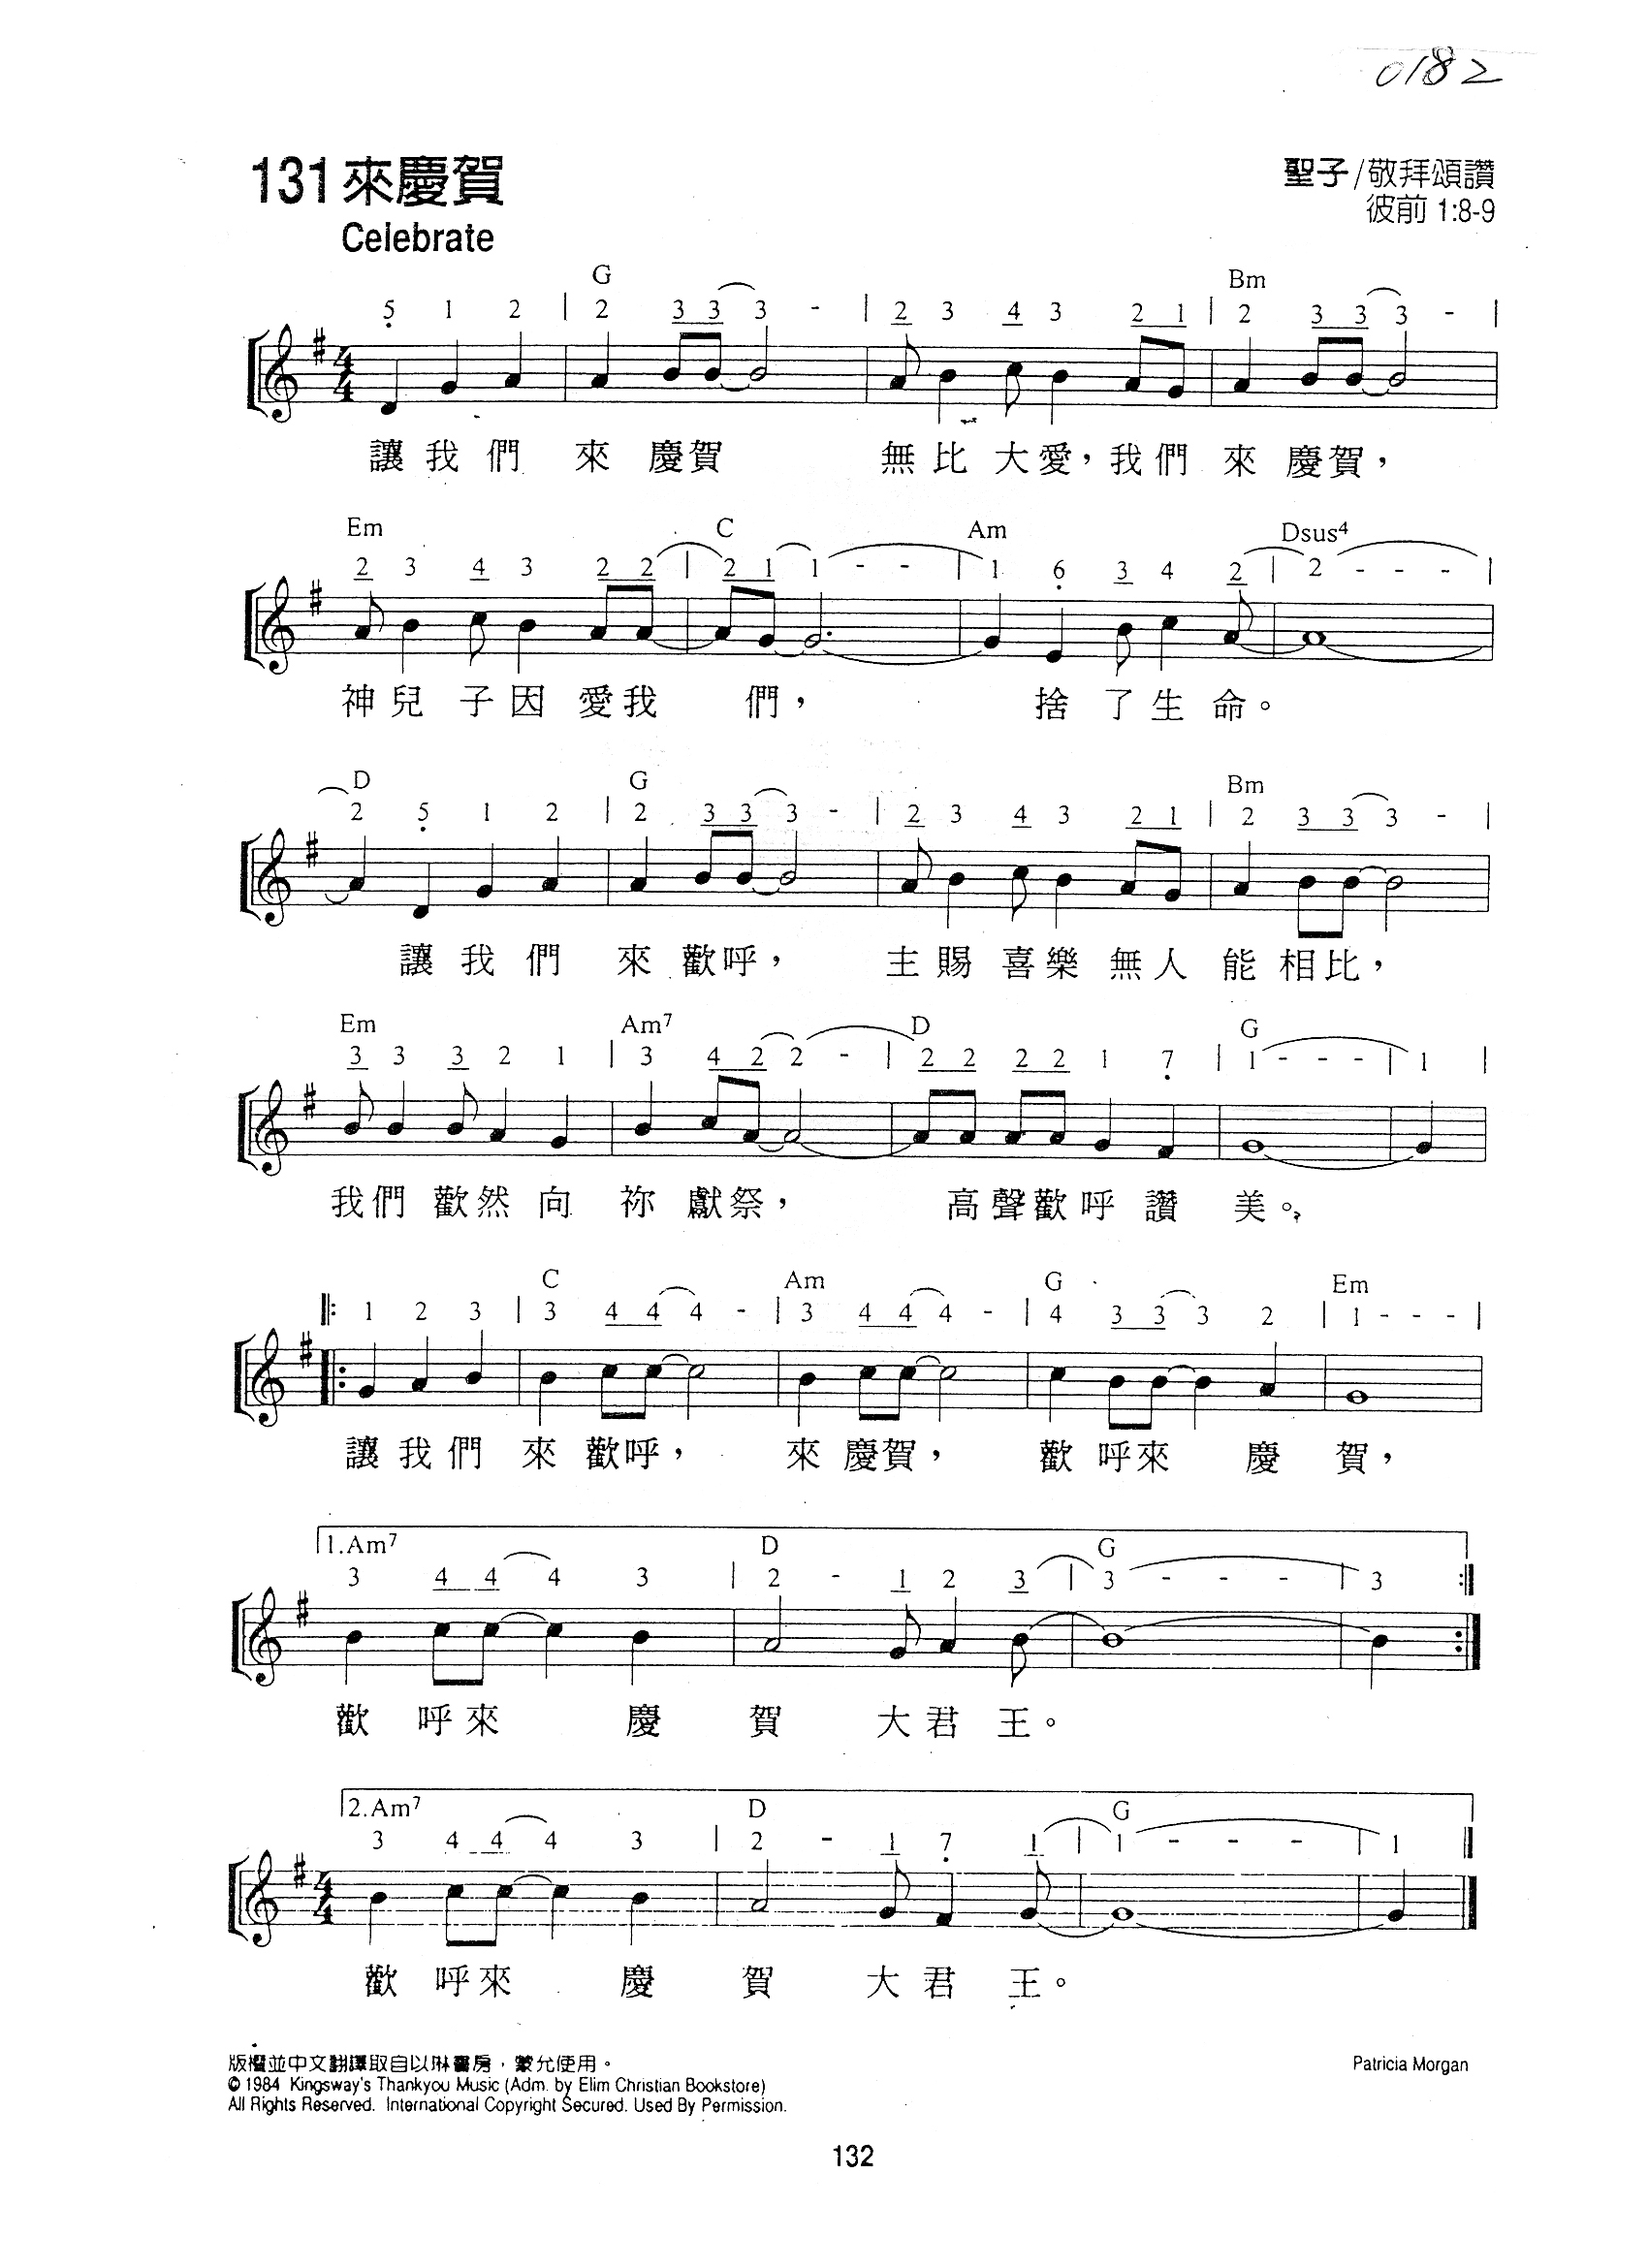 0182
131 來慶賀
Celebrate
聖子/敬拜頌讚
彼前 1:8-9
G Bm
5 1 2 | 2 3 3 3 - | 2 3 4 3 2 1 | 2 3 3 3 - |
4 4
讓我們來慶賀 無比大愛，我們來慶賀，
Em C Am Dsus4
2 3 4 3 2 2 | 2 1 1 - - | 1 6 3 4 2 | 2 - - - |
神兒子因愛我們， 捨了生命。
D G Bm
2 5 1 2 | 2 3 3 3 - | 2 3 4 3 2 1 | 2 3 3 3 - |
讓我們來歡呼， 主賜喜樂無人能相比，
Em Am7 D G
3 3 3 2 1 | 3 4 2 2 - | 2 2 2 2 1 7 | 1 - - - | 1 |
我們歡然向祢獻祭， 高聲歡呼讚美。
C Am G Em
1 2 3 | 3 4 4 4 - | 3 4 4 4 - | 4 3 3 3 2 | 1 - - - |
讓我們來歡呼， 來慶賀， 歡呼來慶賀，
1.Am7 D G
3 4 4 4 3 | 2 - 1 2 3 | 3 - - - | 3
歡呼來慶賀大君王。
2.Am7 D G
3 4 4 4 3 | 2 - 1 7 1 | 1 - - - | 1
4 4
歡呼來慶賀大君王。
版權並中文翻譯取自以琳書房，蒙允使用。
© 1984 Kingsway's Thankyou Music (Adm. by Elim Christian Bookstore)
All Rights Reserved. International Copyright Secured. Used By Permission.
Patricia Morgan
132